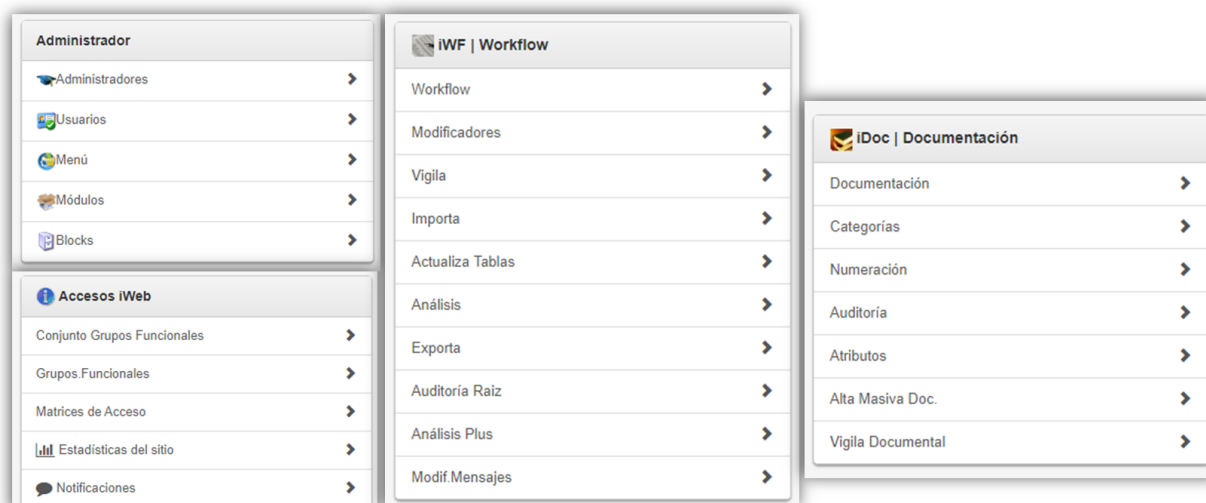 Administrador
Administradores
Usuarios
Menú
Módulos
Blocks
Accesos iWeb
Conjunto Grupos Funcionales
Grupos.Funcionales
Matrices de Acceso
Estadísticas del sitio
Notificaciones
iWF | Workflow
Workflow
Modificadores
Vigila
Importa
Actualiza Tablas
Análisis
Exporta
Auditoría Raiz
Análisis Plus
Modif.Mensajes
iDoc | Documentación
Documentación
Categorías
Numeración
Auditoría
Atributos
Alta Masiva Doc.
Vigila Documental